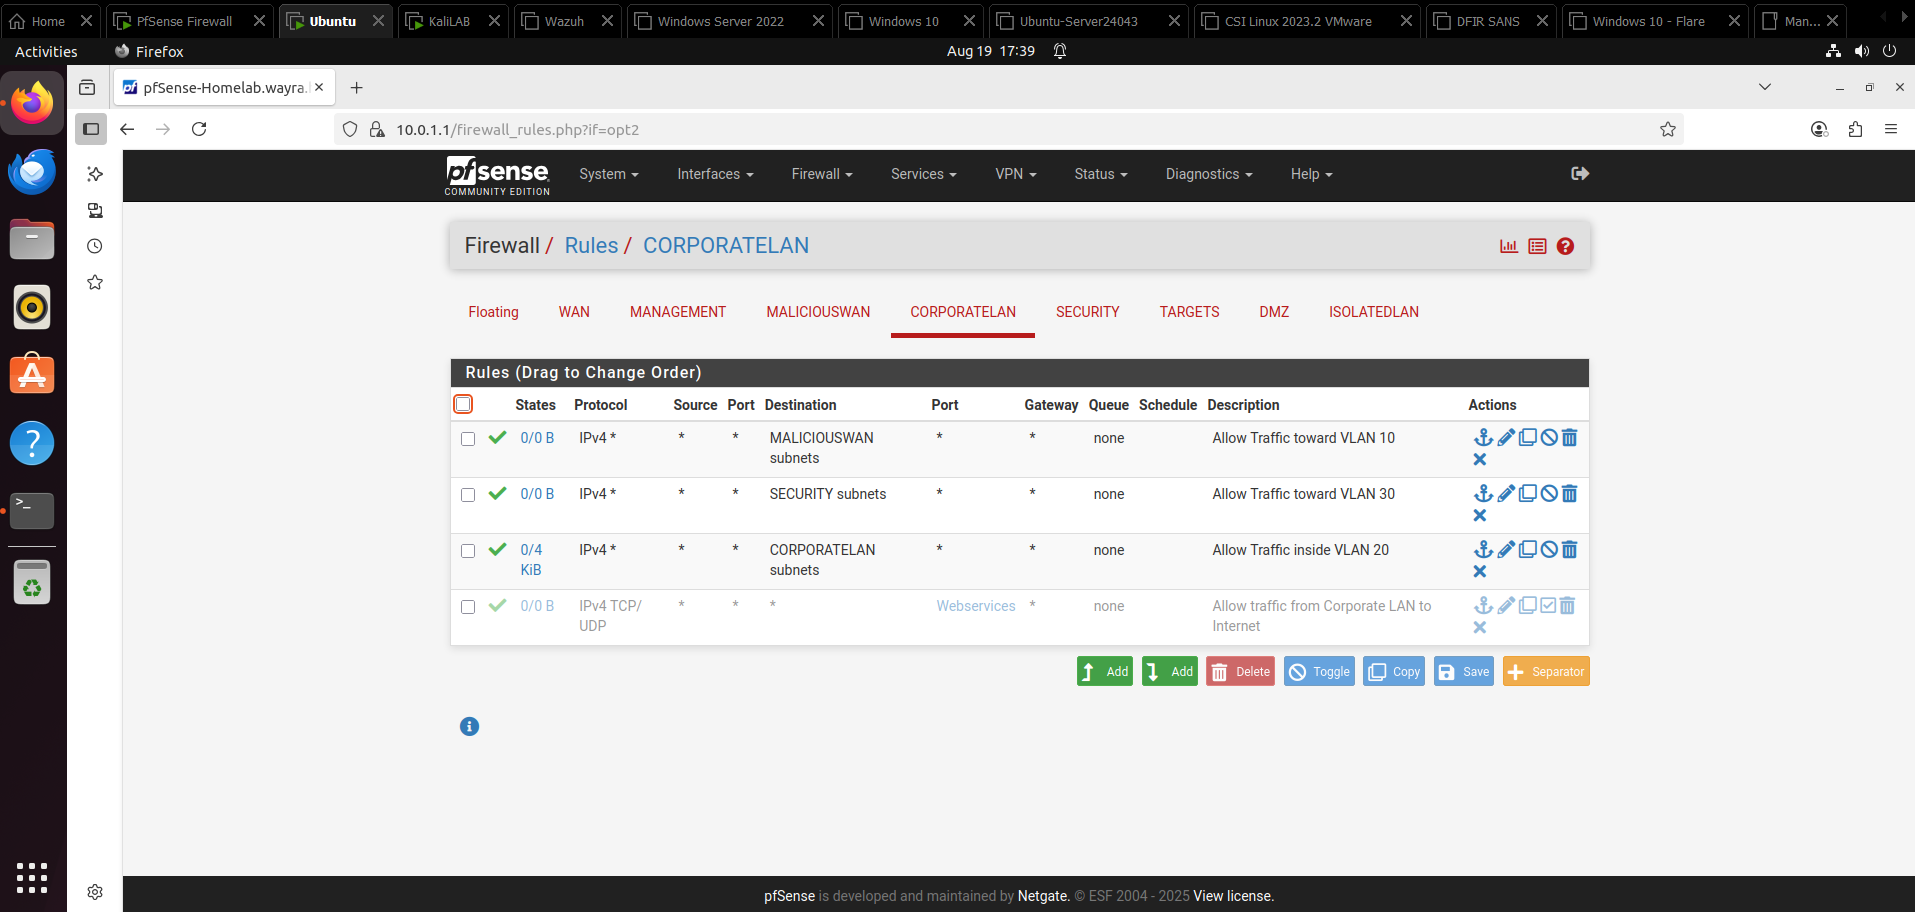 Home
PfSense Firewall
Ubuntu
KaliLAB
Wazuh
Windows Server 2022
Windows 10
Ubuntu-Server24043
CSI Linux 2023.2 VMware
DFIR SANS
Windows 10 - Flare
Man...
Activities
Firefox
Aug 19 17:39
pfSense-Homelab.wayra.
10.0.1.1/firewall_rules.php?if=opt2
pfsense
COMMUNITY EDITION
System
Interfaces
Firewall
Services
VPN
Status
Diagnostics
Help
Firewall / Rules / CORPORATELAN
Floating
WAN
MANAGEMENT
MALICIOUSWAN
CORPORATELAN
SECURITY
TARGETS
DMZ
ISOLATEDLAN
Rules (Drag to Change Order)
States Protocol Source Port Destination Port Gateway Queue Schedule Description Actions
0/0 B IPv4 * * * MALICIOUSWAN subnets * * none Allow Traffic toward VLAN 10
0/0 B IPv4 * * * SECURITY subnets * * none Allow Traffic toward VLAN 30
0/4 KiB IPv4 * * * CORPORATELAN subnets * * none Allow Traffic inside VLAN 20
0/0 B IPv4 TCP/UDP * * * Webservices * none Allow traffic from Corporate LAN to Internet
Add
Add
Delete
Toggle
Copy
Save
Separator
pfSense is developed and maintained by Netgate. © ESF 2004 - 2025 View license.